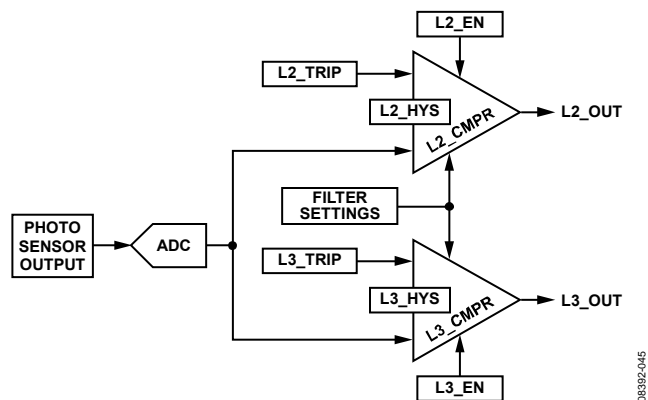 L2_EN
L2_TRIP
L2_HYS
L2_CMPR
L2_OUT
FILTER
SETTINGS
PHOTO
SENSOR
OUTPUT
ADC
L3_TRIP
L3_HYS
L3_CMPR
L3_OUT
L3_EN
08392-045